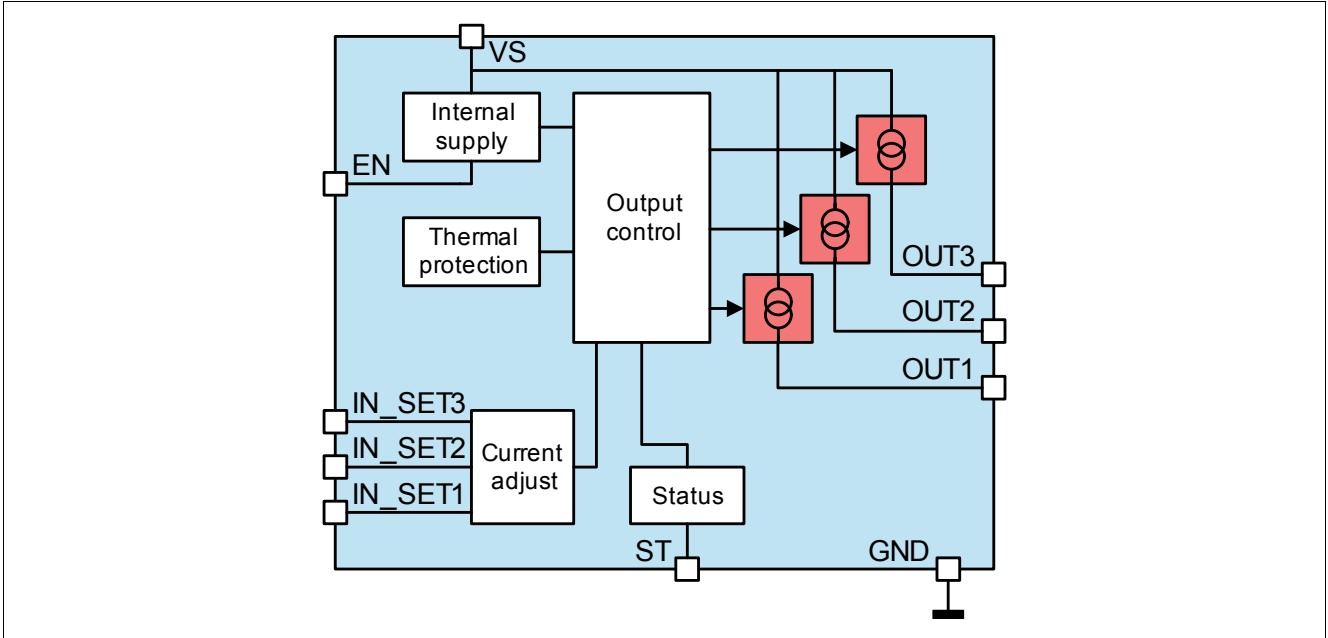 VS
Internal
supply
EN
Output
control
Thermal
protection
OUT3
OUT2
OUT1
IN_SET3
IN_SET2
IN_SET1
Current
adjust
Status
ST
GND